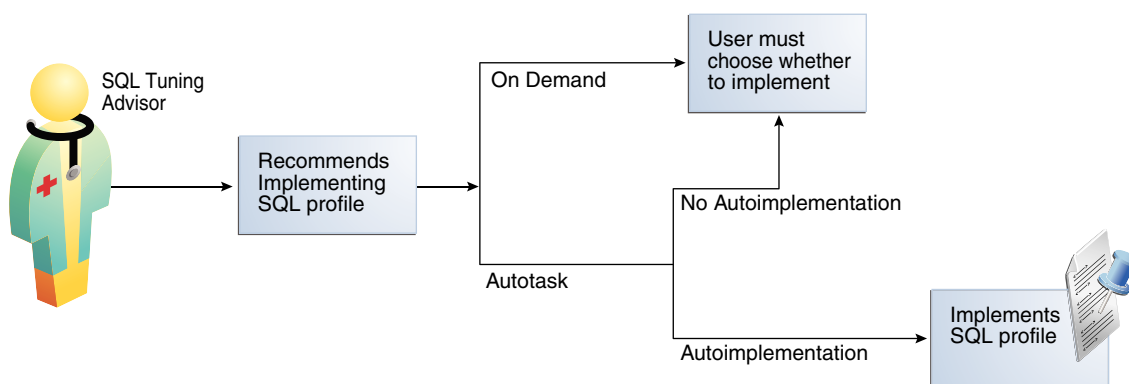 SQL Tuning
Advisor
Recommends
Implementing
SQL profile
On Demand
User must
choose whether
to implement
No Autoimplementation
Autotask
Autoimplementation
Implements
SQL profile